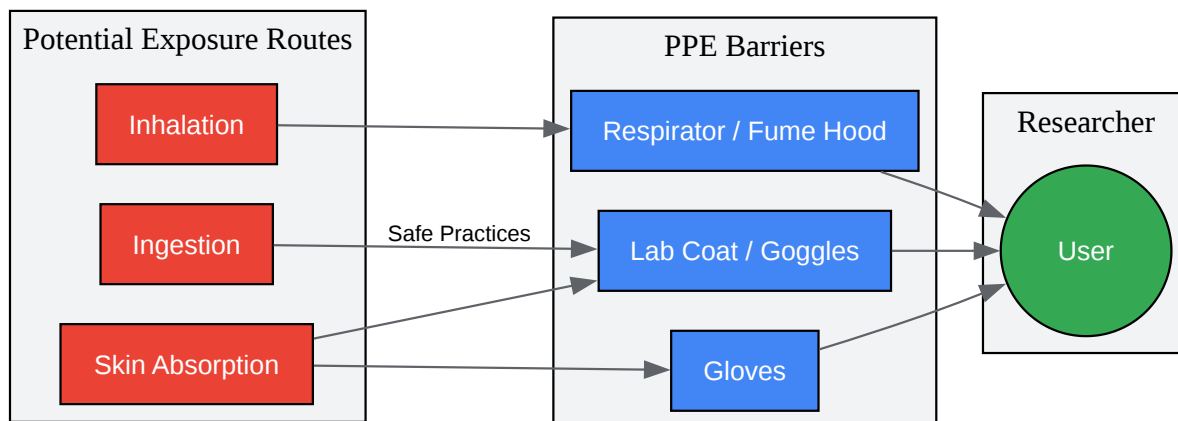 Potential Exposure Routes
Inhalation
Ingestion
Skin Absorption
Safe Practices
PPE Barriers
Respirator / Fume Hood
Lab Coat / Goggles
Gloves
Researcher
User